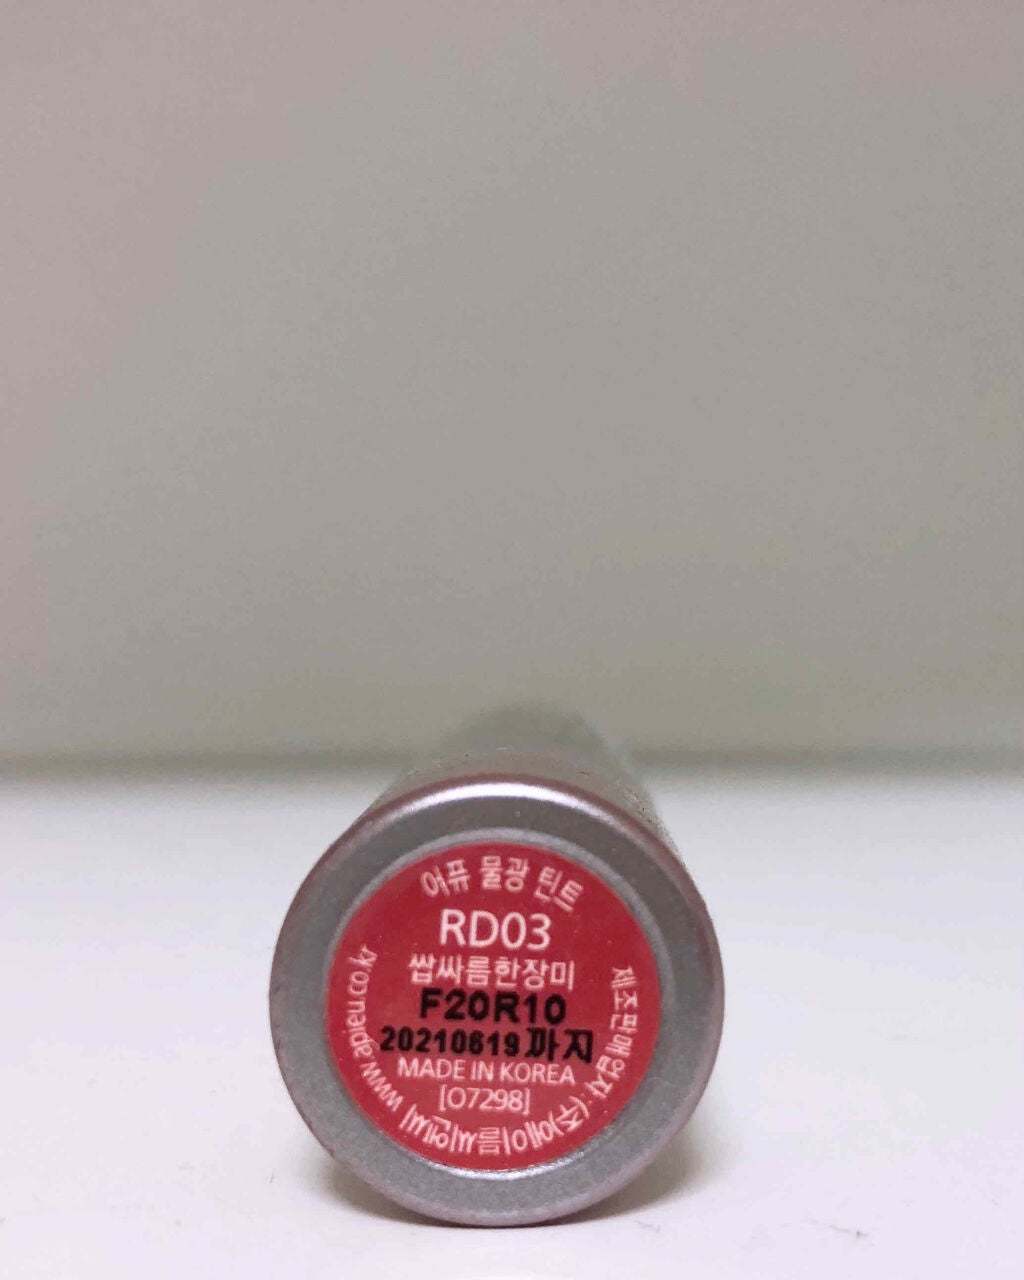 어퓨 물광 틴트
RD03
쌉싸름한장미
F20R10
20210619까지
MADE IN KOREA
[O7298]
제조판매업자:(주)에이블씨엔씨 www.apieu.co.kr